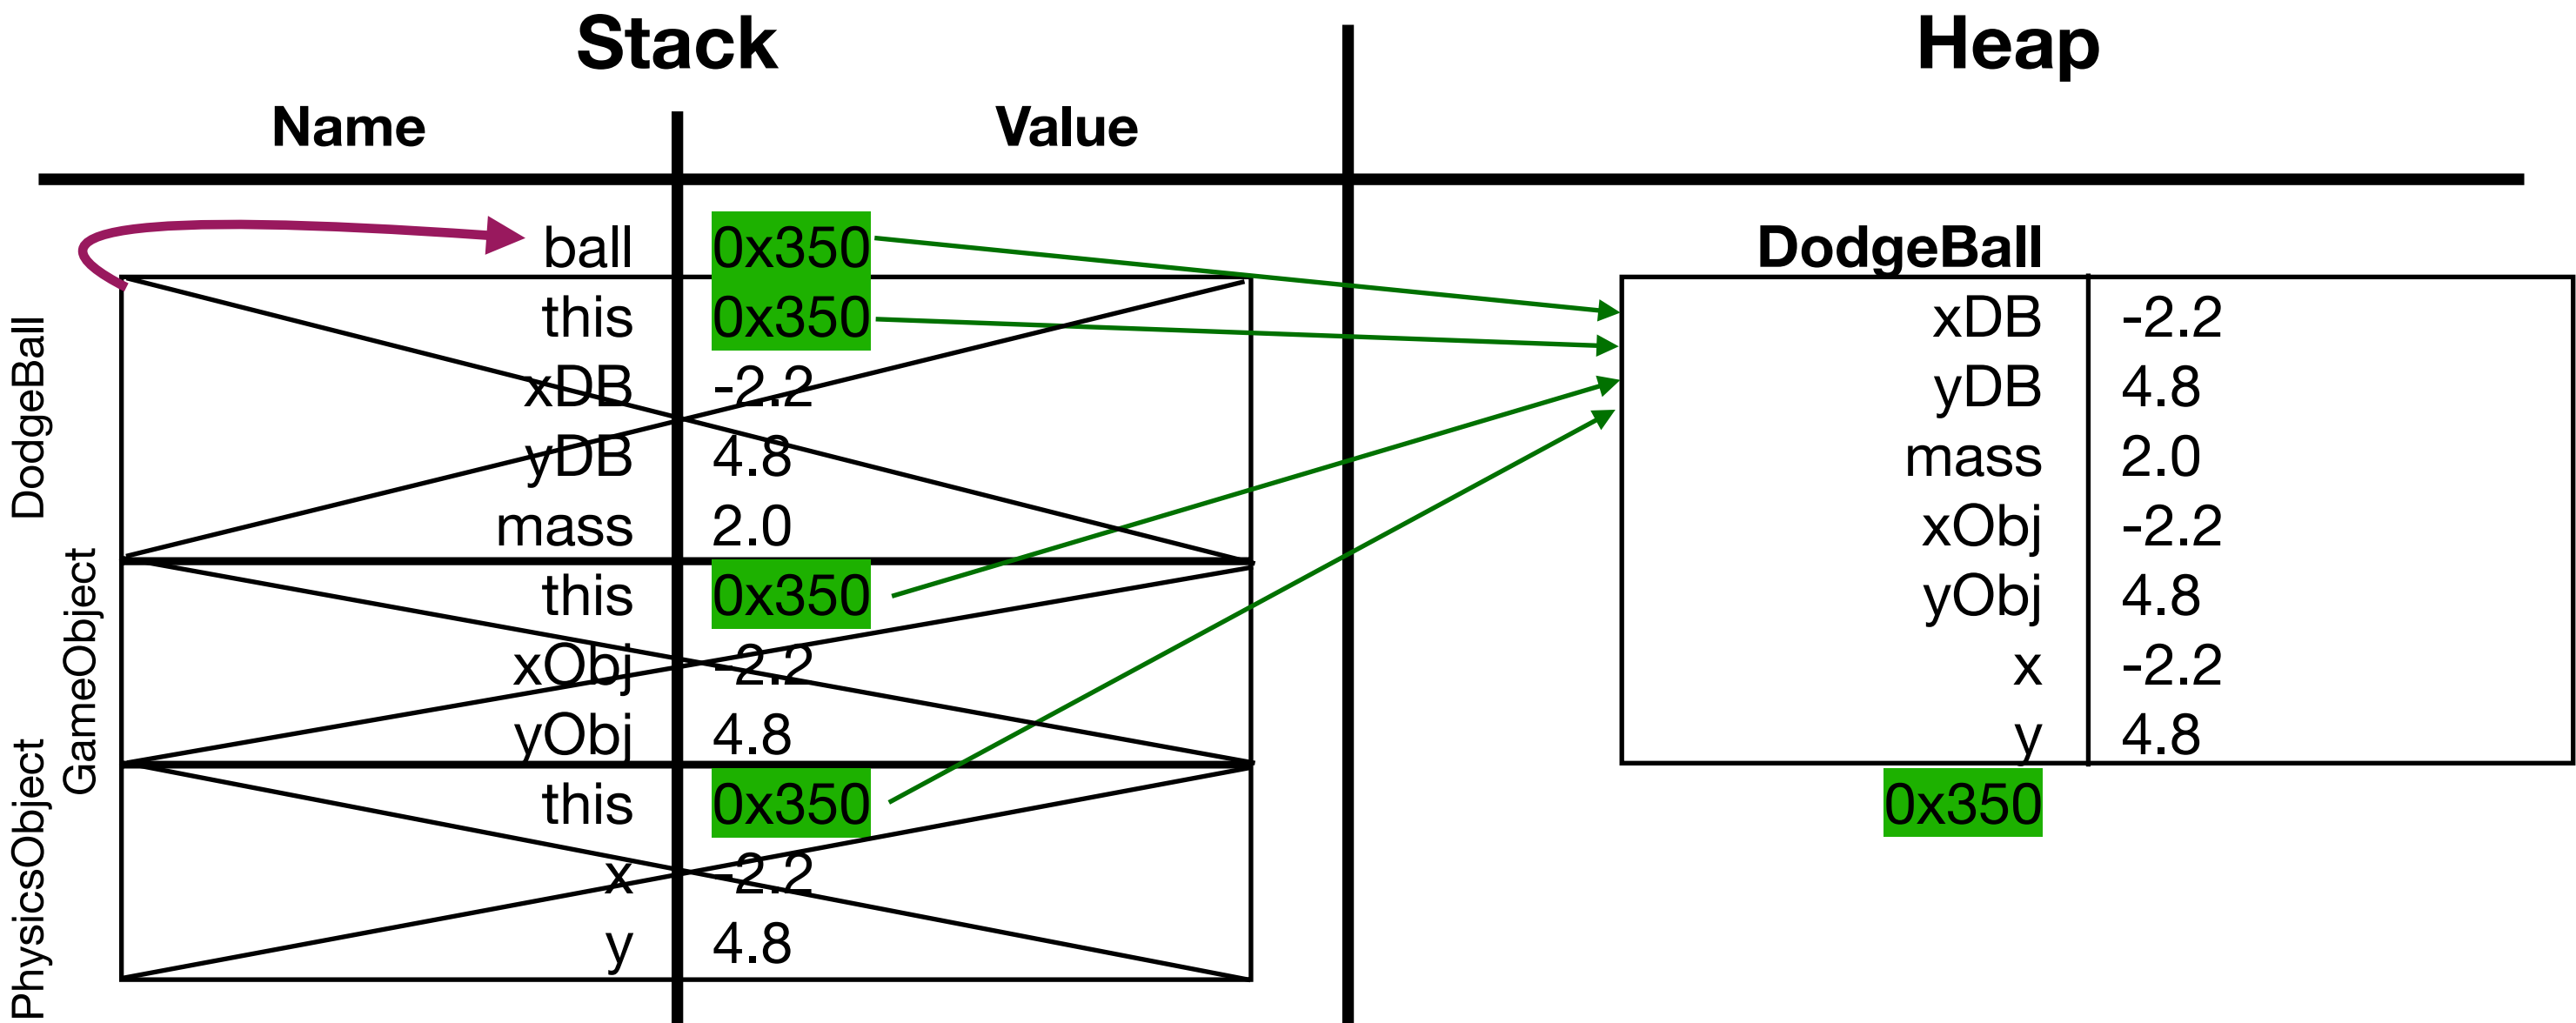 Stack Heap
Name Value
ball 0x350 DodgeBall
this 0x350 xDB -2.2
xDB -2.2 yDB 4.8
yDB 4.8 mass 2.0
mass 2.0 xObj -2.2
this 0x350 yObj 4.8
xObj -2.2 x -2.2
yObj 4.8 y 4.8
this 0x350 0x350
x -2.2
y 4.8
DodgeBall
GameObject
PhysicsObject